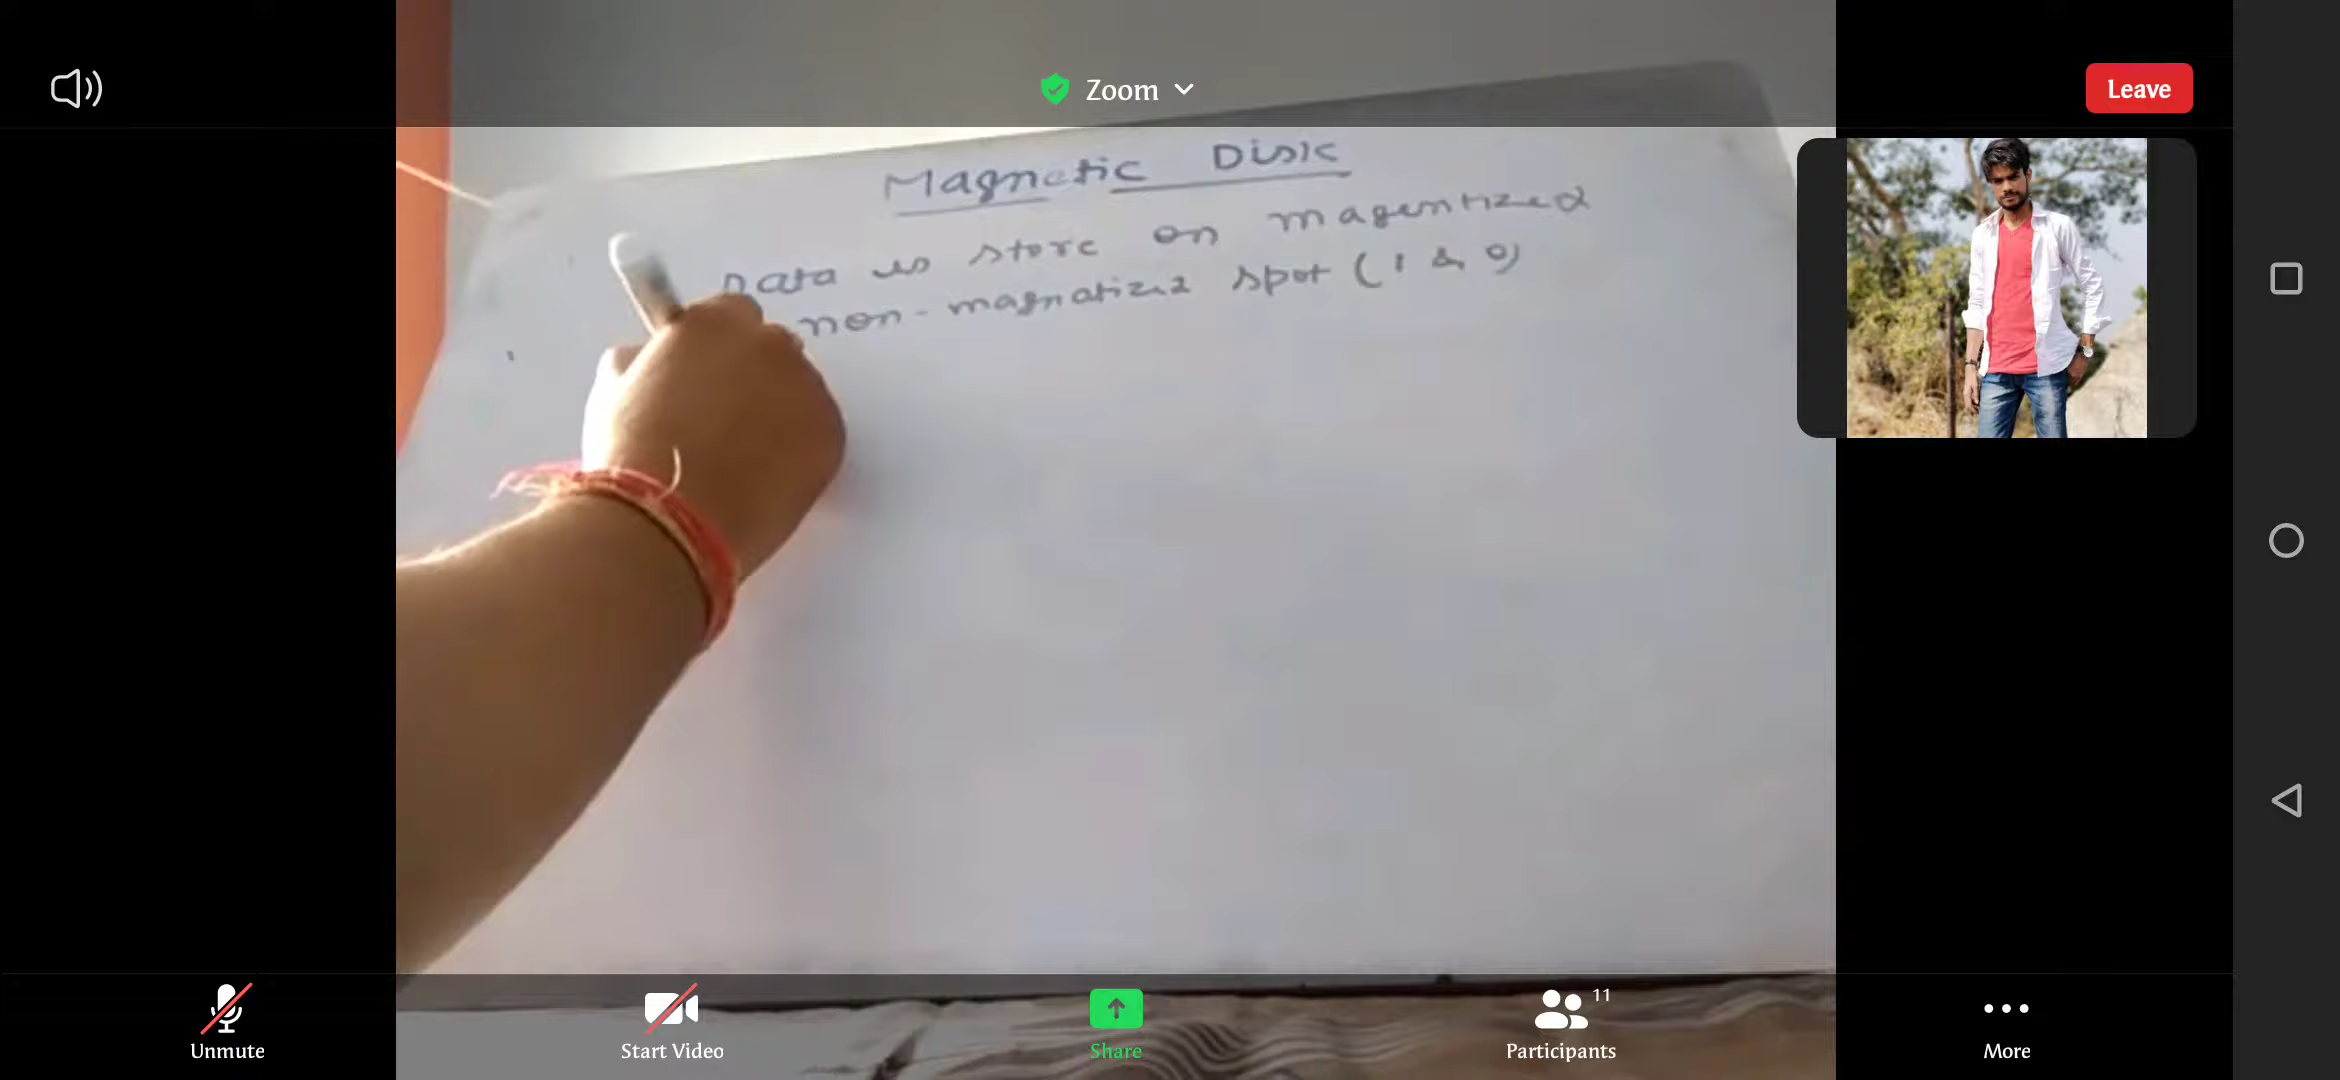 Zoom
Leave
Magnetic Disk
Data is store on magentized
non-magnatized spot (1 & 0)
Unmute
Start Video
Share
11
Participants
More